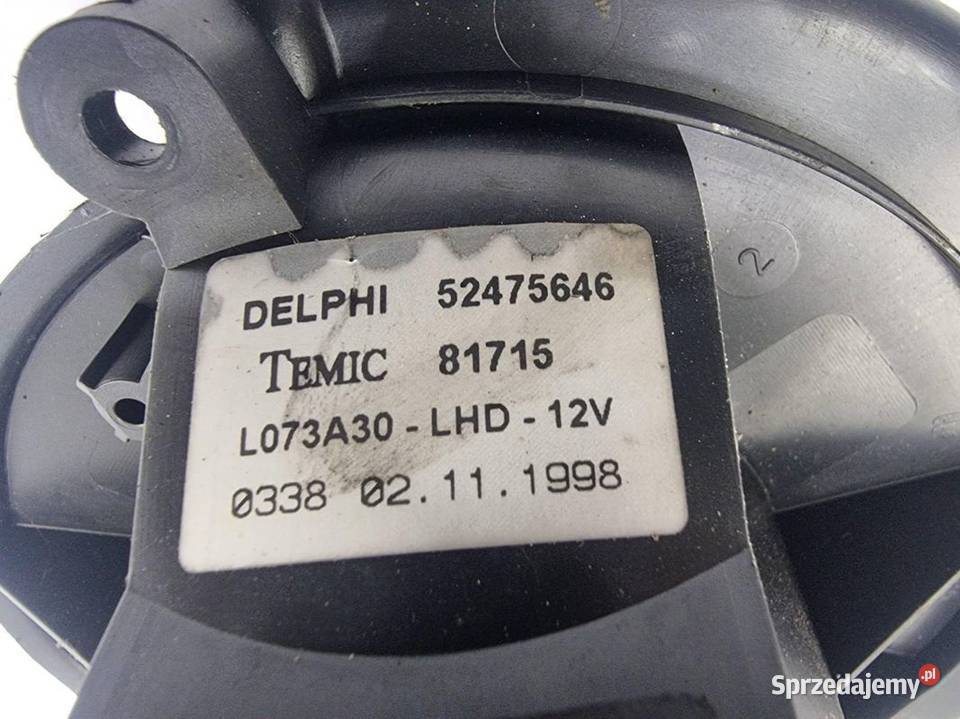 DELPHI 52475646
TEMIC 81715
L073A30 - LHD - 12V
0338 02.11.1998
2
Sprzedajemy.pl